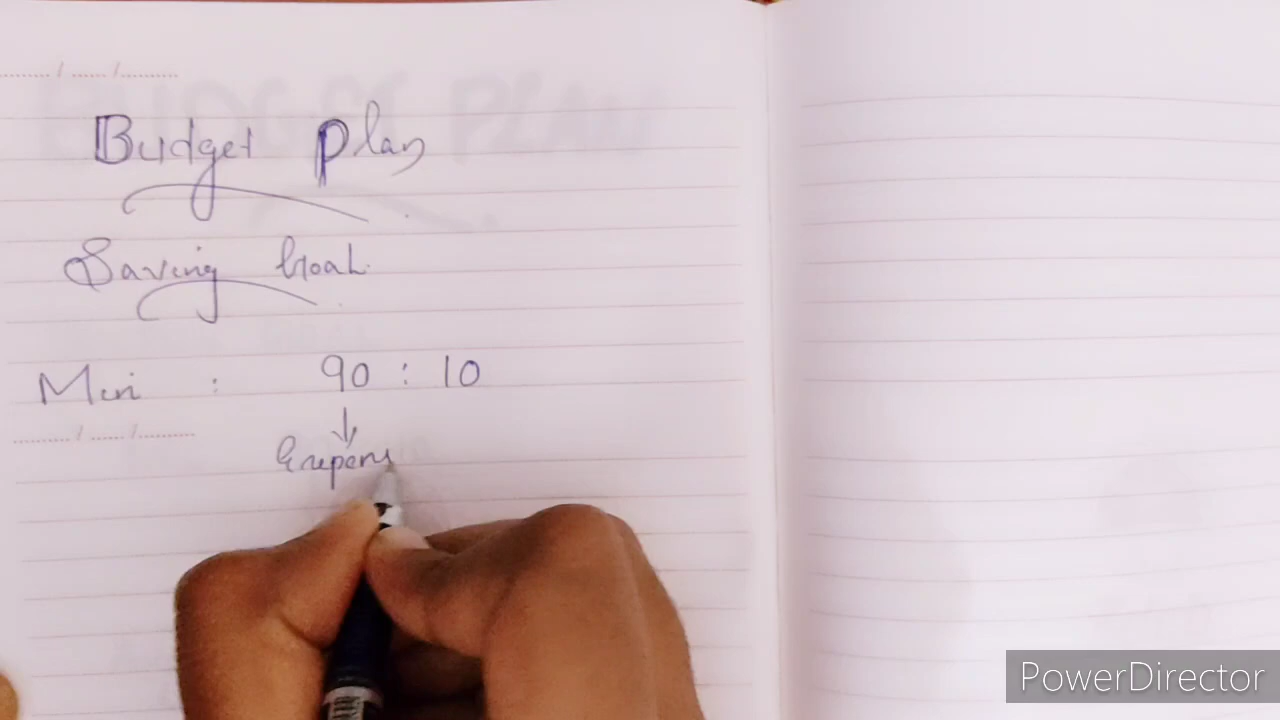 Budget Plan
Saving Goal
Min : 90 : 10
Expens
PowerDirector